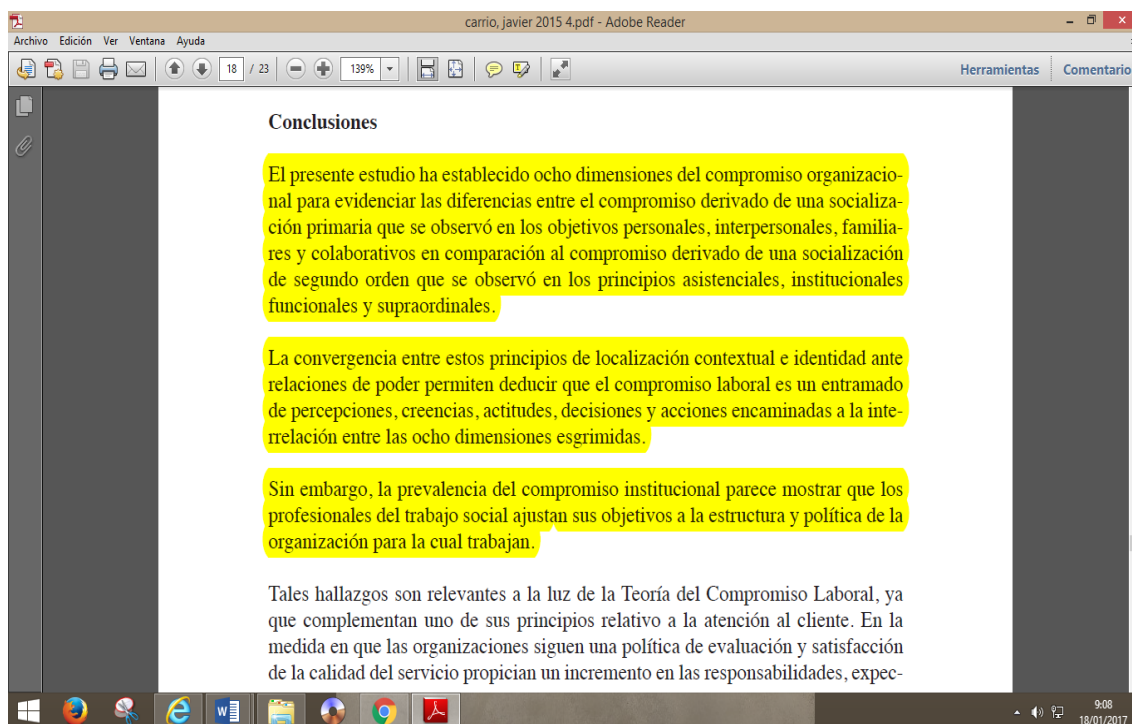 carrio, javier 2015 4.pdf - Adobe Reader
Archivo Edición Ver Ventana Ayuda
18 / 23 139% Herramientas Comentario
Conclusiones
El presente estudio ha establecido ocho dimensiones del compromiso organizacio-
nal para evidenciar las diferencias entre el compromiso derivado de una socializa-
ción primaria que se observó en los objetivos personales, interpersonales, familia-
res y colaborativos en comparación al compromiso derivado de una socialización
de segundo orden que se observó en los principios asistenciales, institucionales
funcionales y supraordinales.
La convergencia entre estos principios de localización contextual e identidad ante
relaciones de poder permiten deducir que el compromiso laboral es un entramado
de percepciones, creencias, actitudes, decisiones y acciones encaminadas a la inte-
rrelación entre las ocho dimensiones esgrimidas.
Sin embargo, la prevalencia del compromiso institucional parece mostrar que los
profesionales del trabajo social ajustan sus objetivos a la estructura y política de la
organización para la cual trabajan.
Tales hallazgos son relevantes a la luz de la Teoría del Compromiso Laboral, ya
que complementan uno de sus principios relativo a la atención al cliente. En la
medida en que las organizaciones siguen una política de evaluación y satisfacción
de la calidad del servicio propician un incremento en las responsabilidades, expec-
9:08
18/01/2017